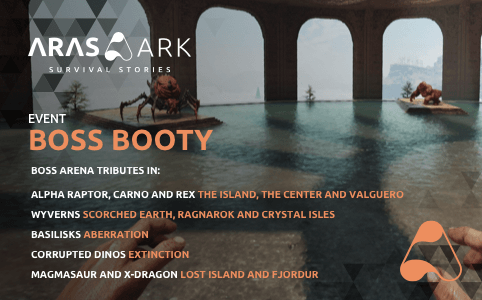 ARAS ARK
SURVIVAL STORIES
EVENT
BOSS BOOTY
BOSS ARENA TRIBUTES IN:
ALPHA RAPTOR, CARNO AND REX THE ISLAND, THE CENTER AND VALGUERO
WYVERNS SCORCHED EARTH, RAGNAROK AND CRYSTAL ISLES
BASILISKS ABERRATION
CORRUPTED DINOS EXTINCTION
MAGMASAUR AND X-DRAGON LOST ISLAND AND FJORDUR